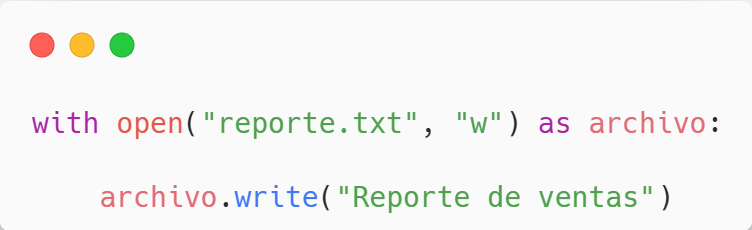 with open("reporte.txt", "w") as archivo:
    archivo.write("Reporte de ventas")